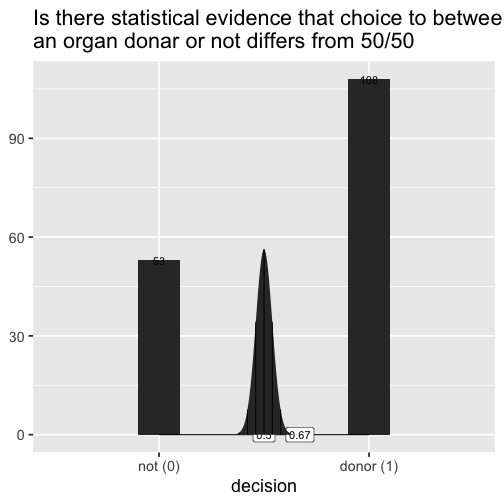 Is there statistical evidence that choice to betwee
an organ donar or not differs from 50/50
108
90
60
53
30
0
0.5
0.67
not (0)
donor (1)
decision